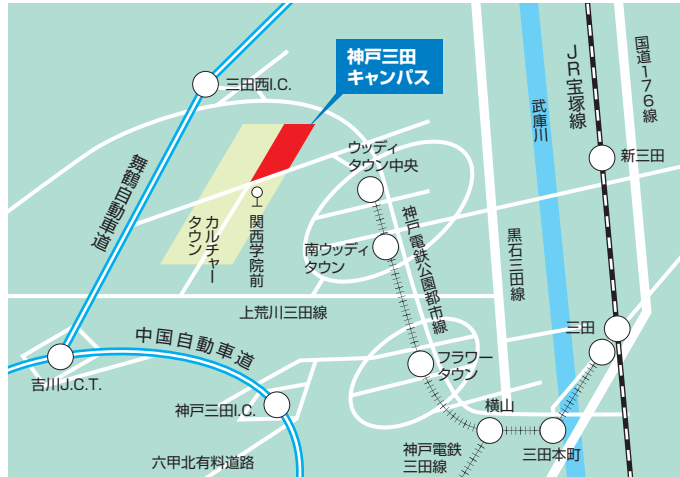 神戸三田
キャンパス
三田西I.C.
舞鶴自動車道
カルチャー
タウン
関西学院前
ウッディ
タウン中央
南ウッディ
タウン
神戸電鉄公園都市線
黒石三田線
武庫川
JR宝塚線
国道176線
新三田
上荒川三田線
三田
中国自動車道
フラワー
タウン
吉川J.C.T.
神戸三田I.C.
横山
三田本町
神戸電鉄
三田線
六甲北有料道路